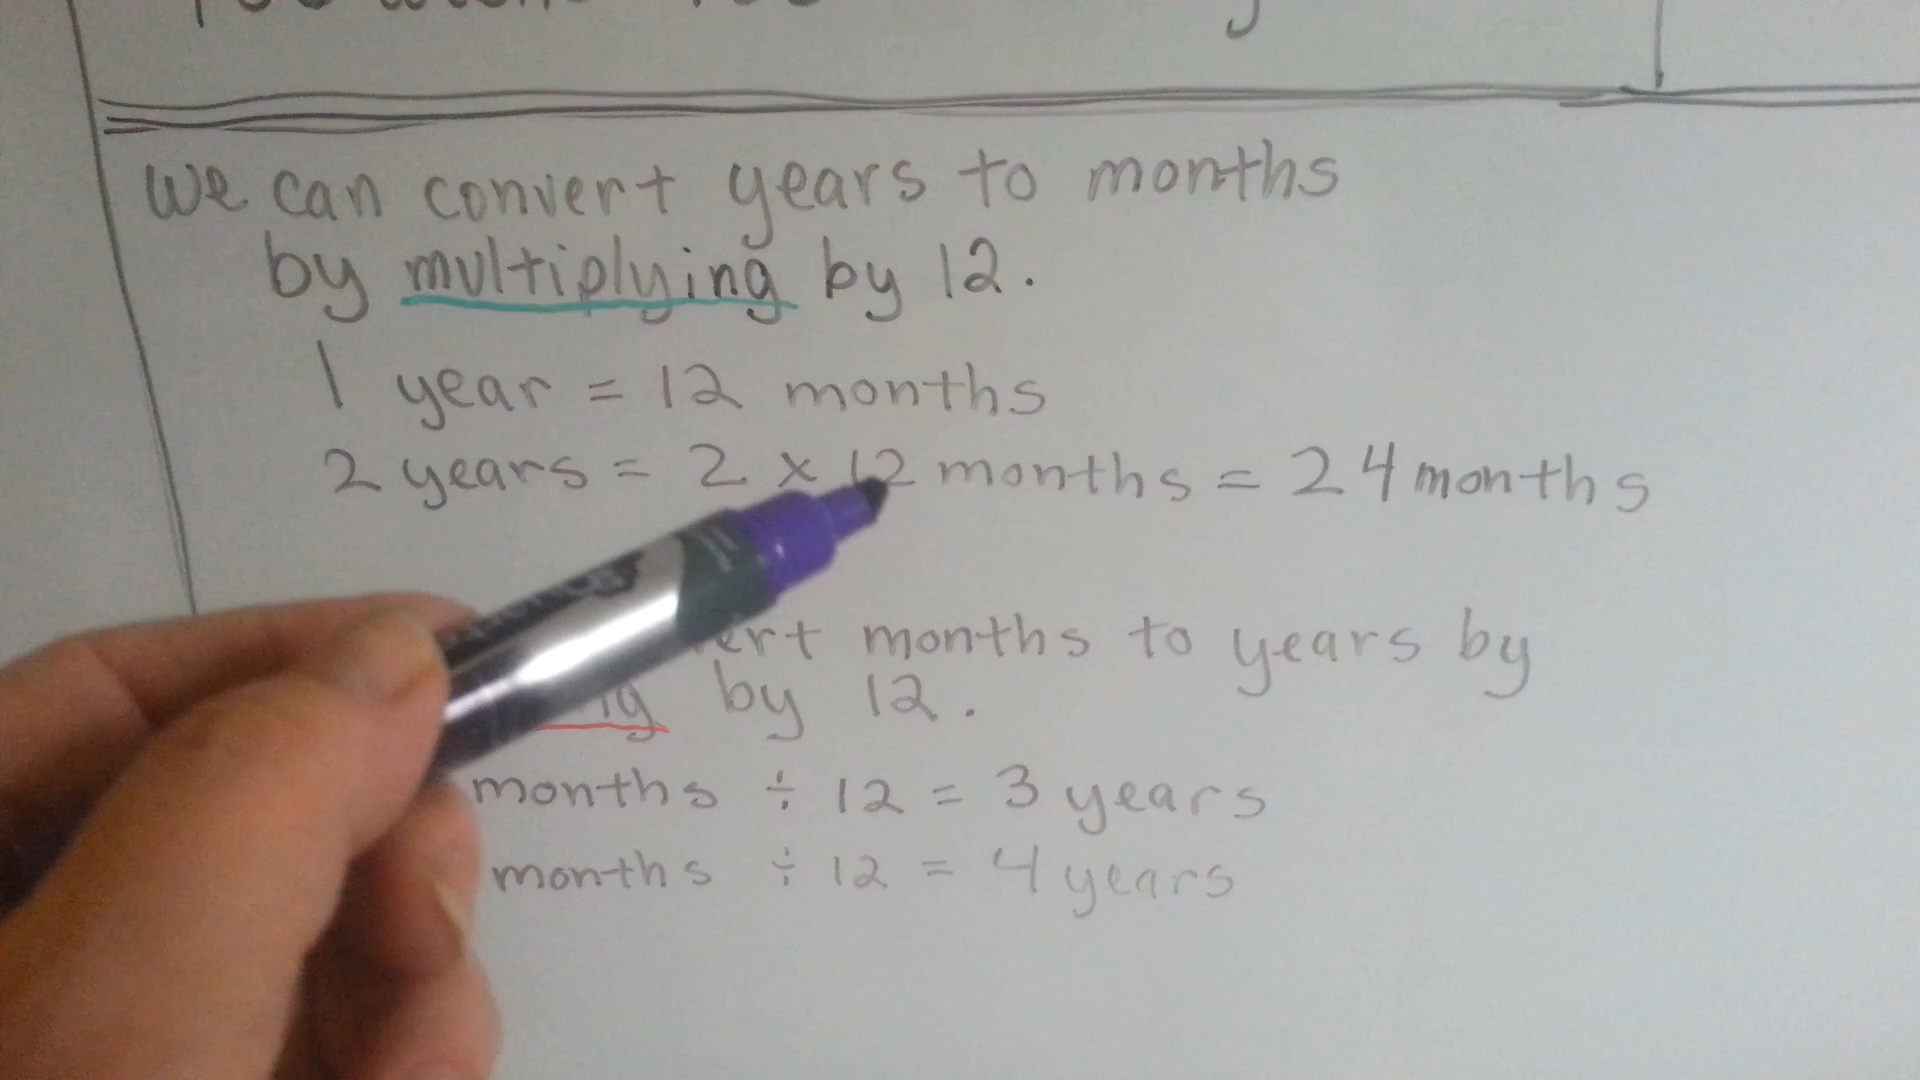 We can convert years to months
by multiplying by 12.
1 year = 12 months
2 years = 2 x 12 months = 24 months
months to years by
by 12.
months ÷ 12 = 3 years
months ÷ 12 = 4 years